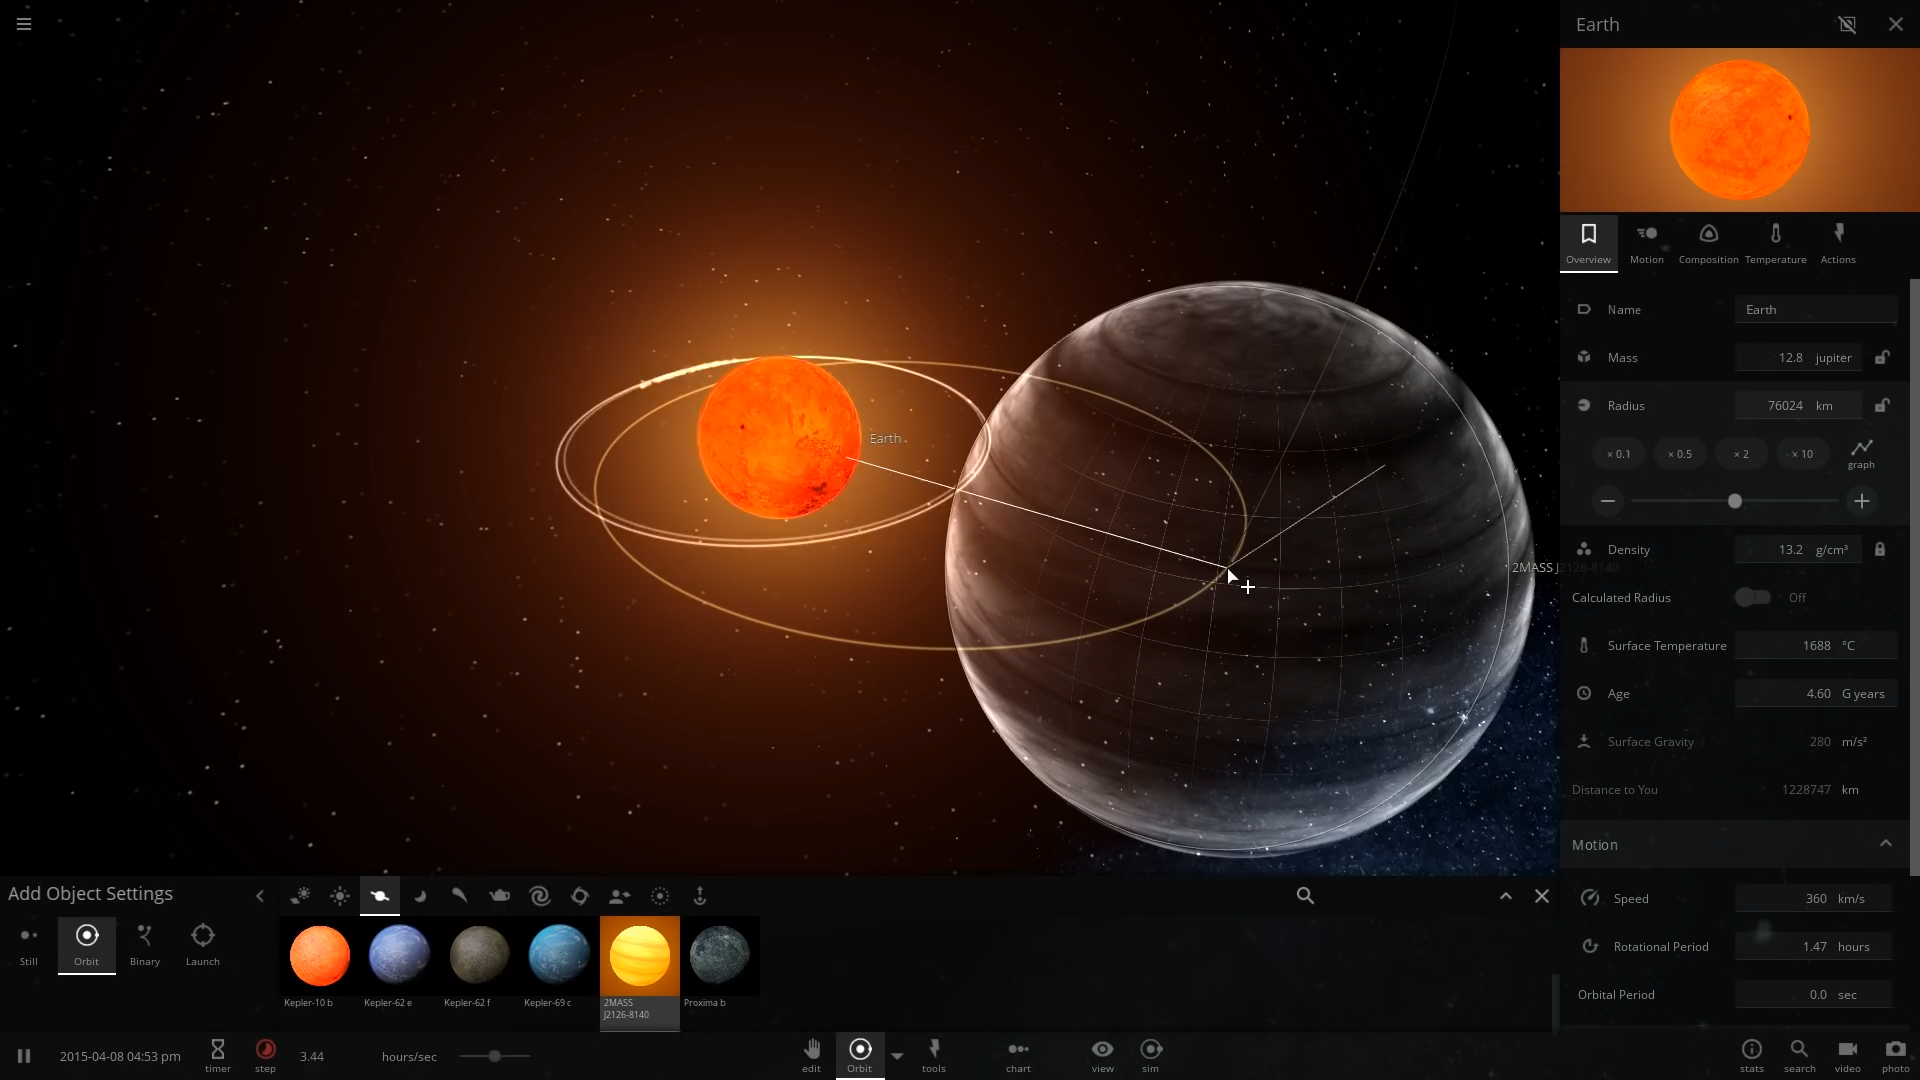 Earth
Overview
Motion
Composition
Temperature
Actions
Name
Earth
Mass
12.8 jupiter
Radius
76024 km
× 0.1
× 0.5
× 2
× 10
graph
Density
13.2 g/cm³
Calculated Radius
Off
Surface Temperature
1688 °C
Age
4.60 G years
Surface Gravity
280 m/s²
Distance to You
1228747 km
Motion
Speed
360 km/s
Rotational Period
1.47 hours
Orbital Period
0.0 sec
Earth
2MASS J2126-8140
Add Object Settings
Still
Orbit
Binary
Launch
Kepler-10 b
Kepler-62 e
Kepler-62 f
Kepler-69 c
2MASS
J2126-8140
Proxima b
2015-04-08 04:53 pm
timer
step
3.44
hours/sec
edit
Orbit
tools
chart
view
sim
stats
search
video
photo